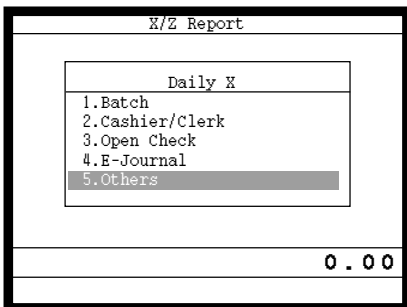 X/Z Report
Daily X
1.Batch
2.Cashier/Clerk
3.Open Check
4.E-Journal
5.Others
0.00